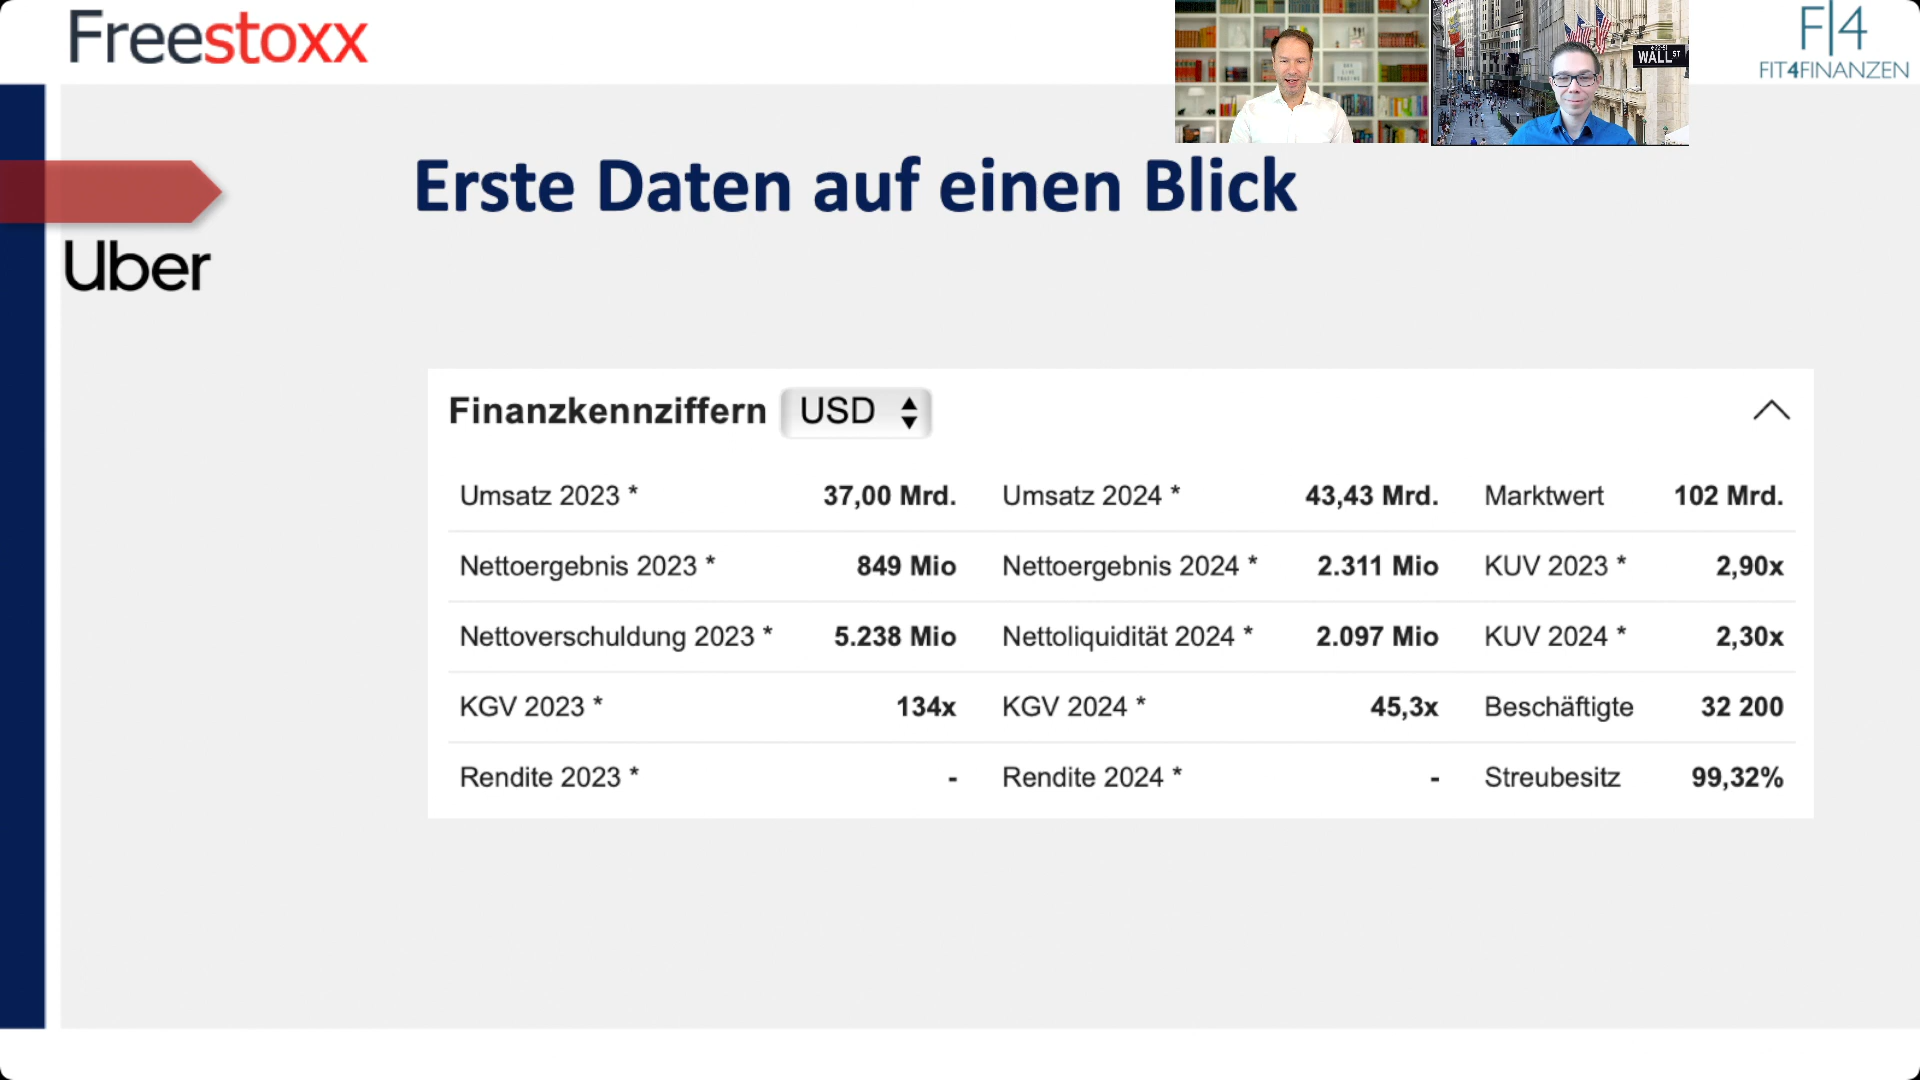 Freestoxx
WALL ST
F|4
FIT4FINANZEN
Erste Daten auf einen Blick
Uber
Finanzkennziffern USD
Umsatz 2023 * 37,00 Mrd. Umsatz 2024 * 43,43 Mrd. Marktwert 102 Mrd.
Nettoergebnis 2023 * 849 Mio Nettoergebnis 2024 * 2.311 Mio KUV 2023 * 2,90x
Nettoverschuldung 2023 * 5.238 Mio Nettoliquidität 2024 * 2.097 Mio KUV 2024 * 2,30x
KGV 2023 * 134x KGV 2024 * 45,3x Beschäftigte 32 200
Rendite 2023 * - Rendite 2024 * - Streubesitz 99,32%